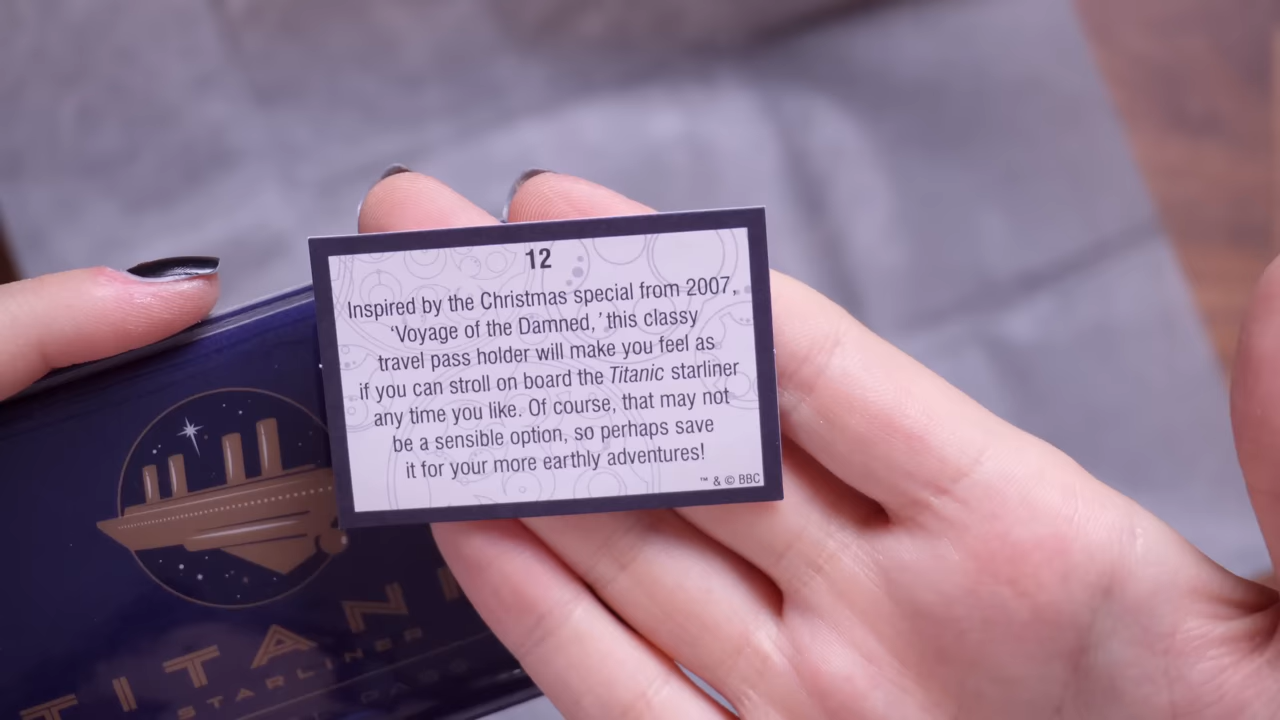 12
Inspired by the Christmas special from 2007,
‘Voyage of the Damned,’ this classy
travel pass holder will make you feel as
if you can stroll on board the Titanic starliner
any time you like. Of course, that may not
be a sensible option, so perhaps save
it for your more earthly adventures!
™ & © BBC
TITANI
STARLINER